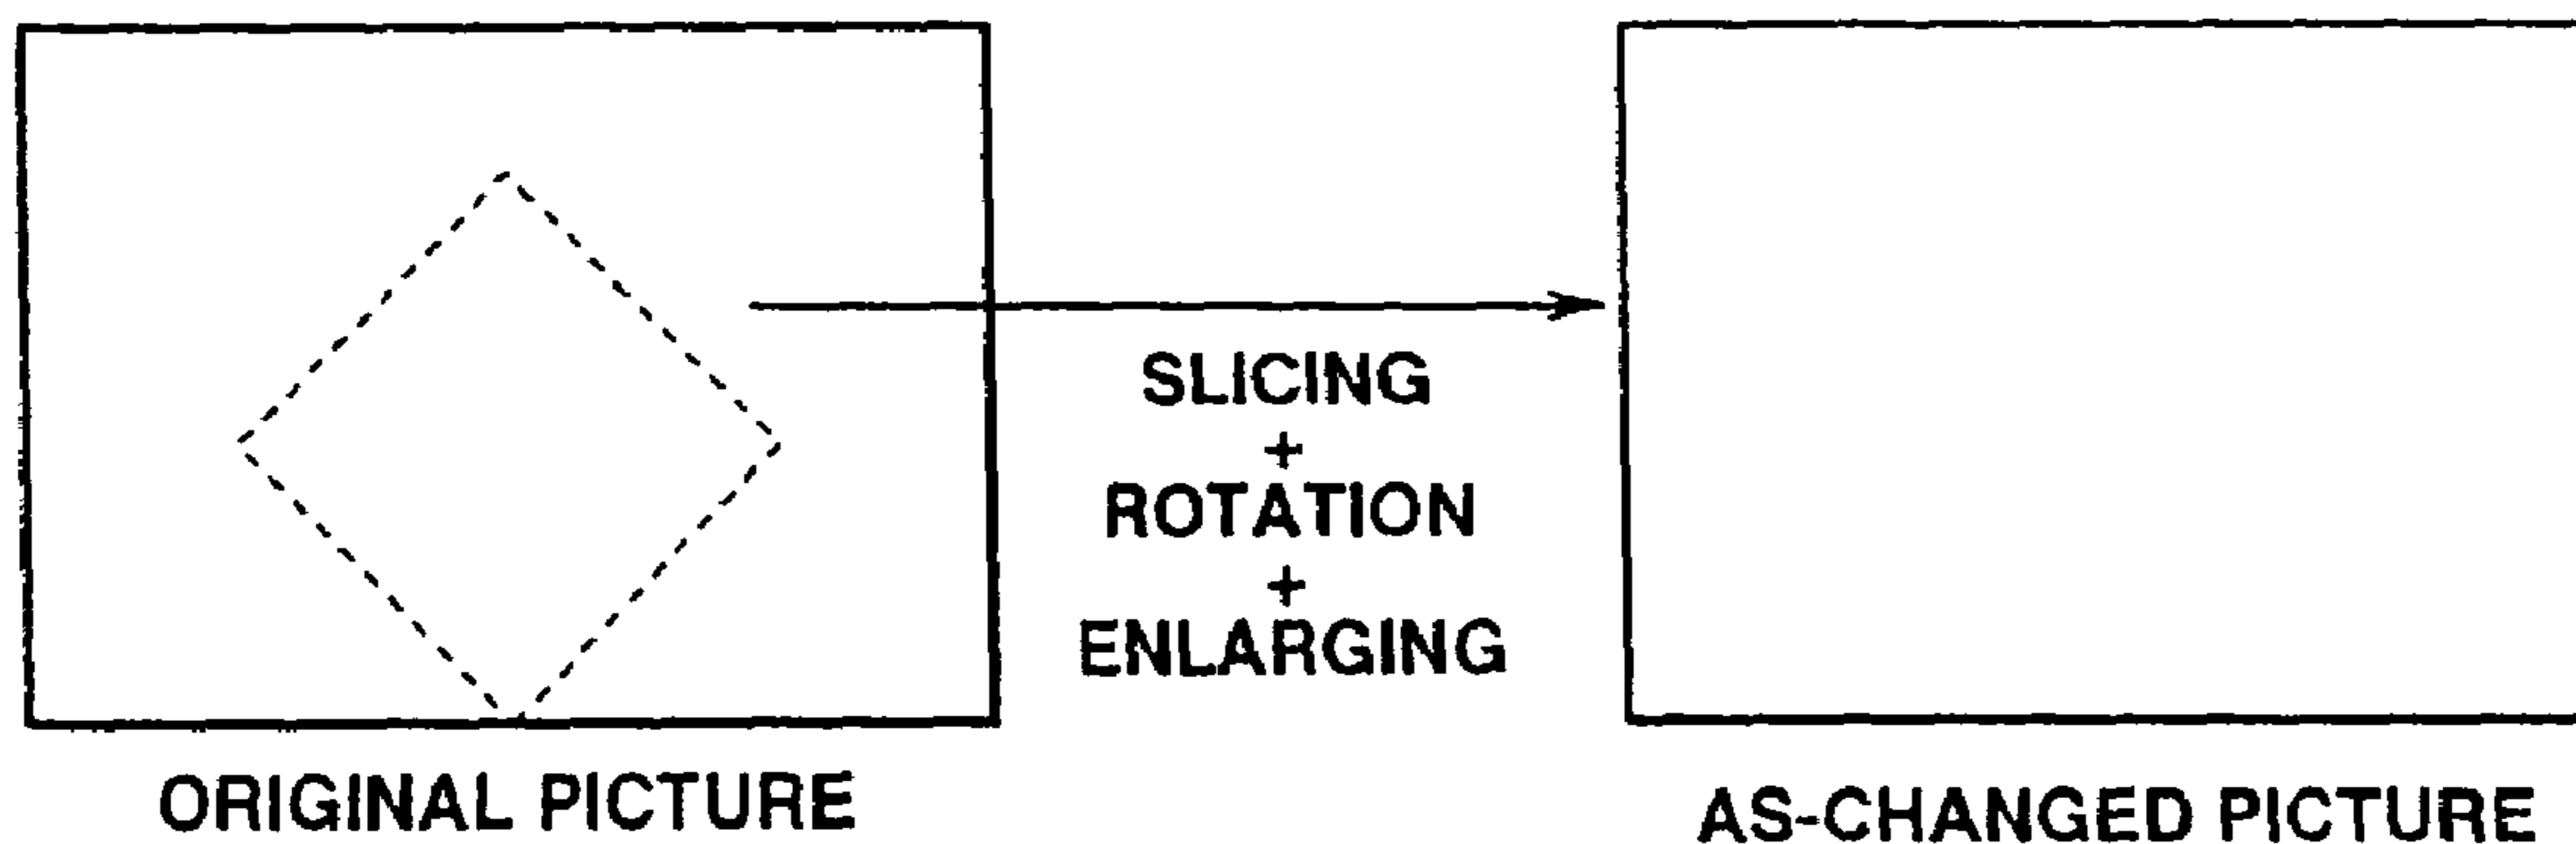 SLICING
+
ROTATION
+
ENLARGING
ORIGINAL PICTURE
AS-CHANGED PICTURE